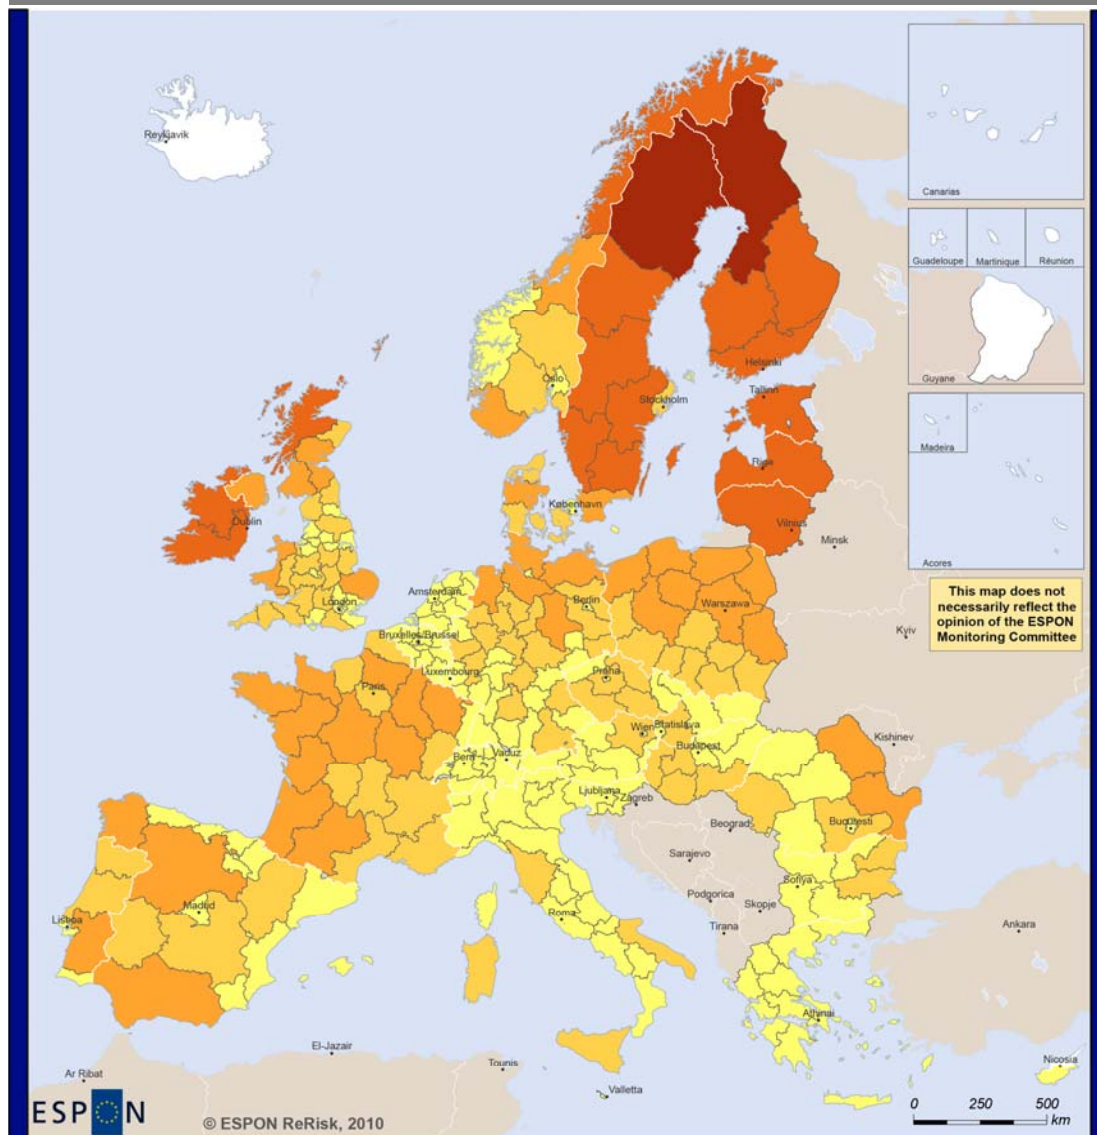 Reykjavik
Canarias
Guadeloupe
Martinique
Réunion
Guyane
Madeira
Acores
This map does not
necessarily reflect the
opinion of the ESPON
Monitoring Committee
Oslo
Helsinki
Tallinn
Stockholm
Riga
København
Vilnius
Minsk
Dublin
London
Amsterdam
Berlin
Warszawa
Bruxelles/Brussel
Kyiv
Luxembourg
Praha
Paris
Wien
Bratislava
Kishinev
Bern
Vaduz
Budapest
Ljubljana
Zagreb
Beograd
Bucuresti
Sarajevo
Sofiya
Podgorica
Skopje
Tirana
Madrid
Lisboa
Roma
Ankara
Athinai
El-Jazair
Tounis
Ar Ribat
Valletta
Nicosia
ESPON
© ESPON ReRisk, 2010
0 250 500
km